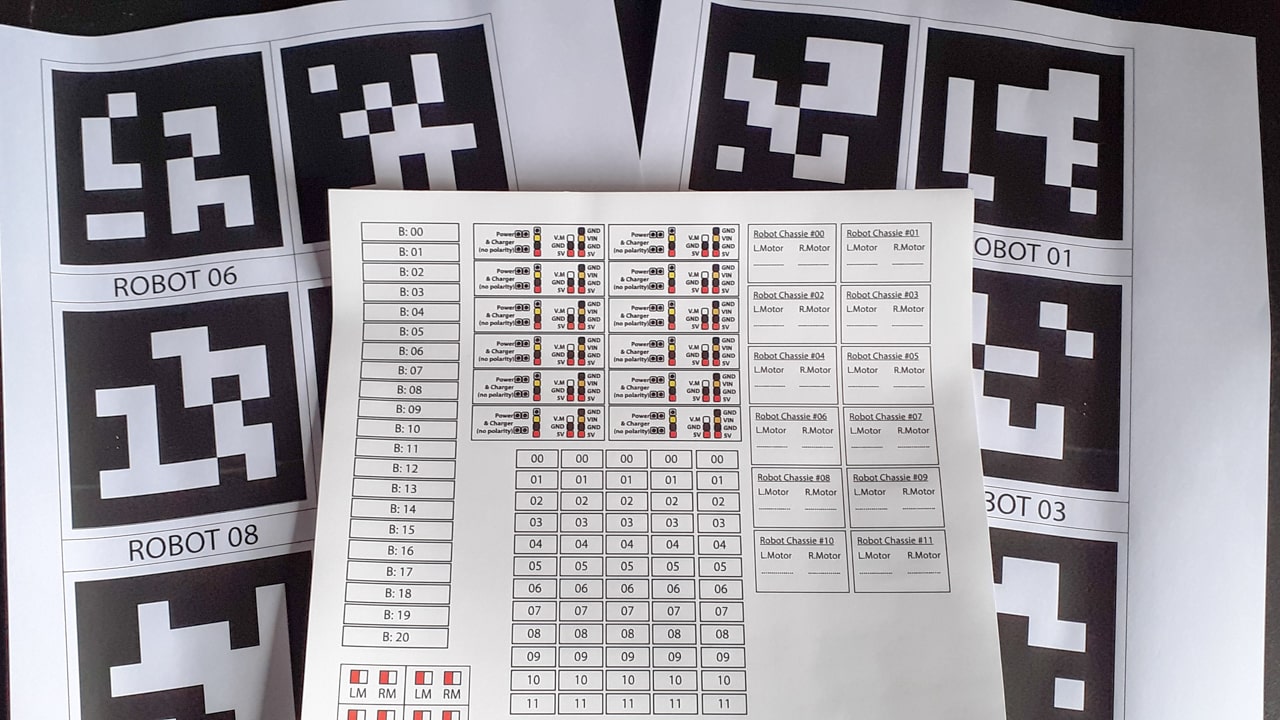 ROBOT 06
ROBOT 08
OBOT 01
BOT 03
B: 00
B: 01
B: 02
B: 03
B: 04
B: 05
B: 06
B: 07
B: 08
B: 09
B: 10
B: 11
B: 12
B: 13
B: 14
B: 15
B: 16
B: 17
B: 18
B: 19
B: 20
LM RM LM RM
GND GND
Power V.M VIN Power V.M VIN
& Charger GND GND & Charger GND GND
(no polarity) 5V 5V (no polarity) 5V 5V
GND GND
Power V.M VIN Power V.M VIN
& Charger GND GND & Charger GND GND
(no polarity) 5V 5V (no polarity) 5V 5V
GND GND
Power V.M VIN Power V.M VIN
& Charger GND GND & Charger GND GND
(no polarity) 5V 5V (no polarity) 5V 5V
GND GND
Power V.M VIN Power V.M VIN
& Charger GND GND & Charger GND GND
(no polarity) 5V 5V (no polarity) 5V 5V
GND GND
Power V.M VIN Power V.M VIN
& Charger GND GND & Charger GND GND
(no polarity) 5V 5V (no polarity) 5V 5V
GND GND
Power V.M VIN Power V.M VIN
& Charger GND GND & Charger GND GND
(no polarity) 5V 5V (no polarity) 5V 5V
00 00 00 00 00
01 01 01 01 01
02 02 02 02 02
03 03 03 03 03
04 04 04 04 04
05 05 05 05 05
06 06 06 06 06
07 07 07 07 07
08 08 08 08 08
09 09 09 09 09
10 10 10 10 10
11 11 11 11 11
Robot Chassie #00 Robot Chassie #01
L.Motor R.Motor L.Motor R.Motor
Robot Chassie #02 Robot Chassie #03
L.Motor R.Motor L.Motor R.Motor
Robot Chassie #04 Robot Chassie #05
L.Motor R.Motor L.Motor R.Motor
Robot Chassie #06 Robot Chassie #07
L.Motor R.Motor L.Motor R.Motor
Robot Chassie #08 Robot Chassie #09
L.Motor R.Motor L.Motor R.Motor
Robot Chassie #10 Robot Chassie #11
L.Motor R.Motor L.Motor R.Motor